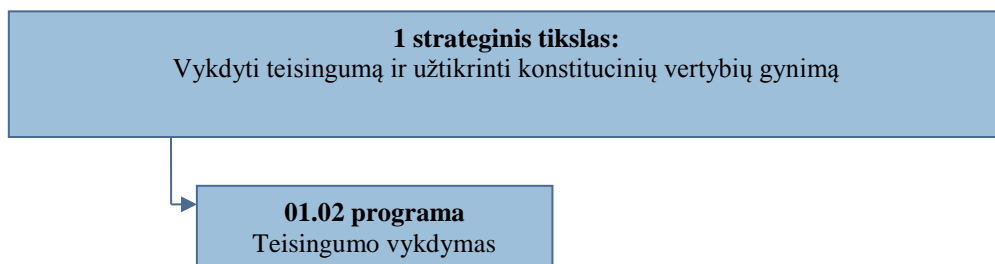 1 strateginis tikslas:
Vykdyti teisingumą ir užtikrinti konstitucinių vertybių gynimą
01.02 programa
Teisingumo vykdymas